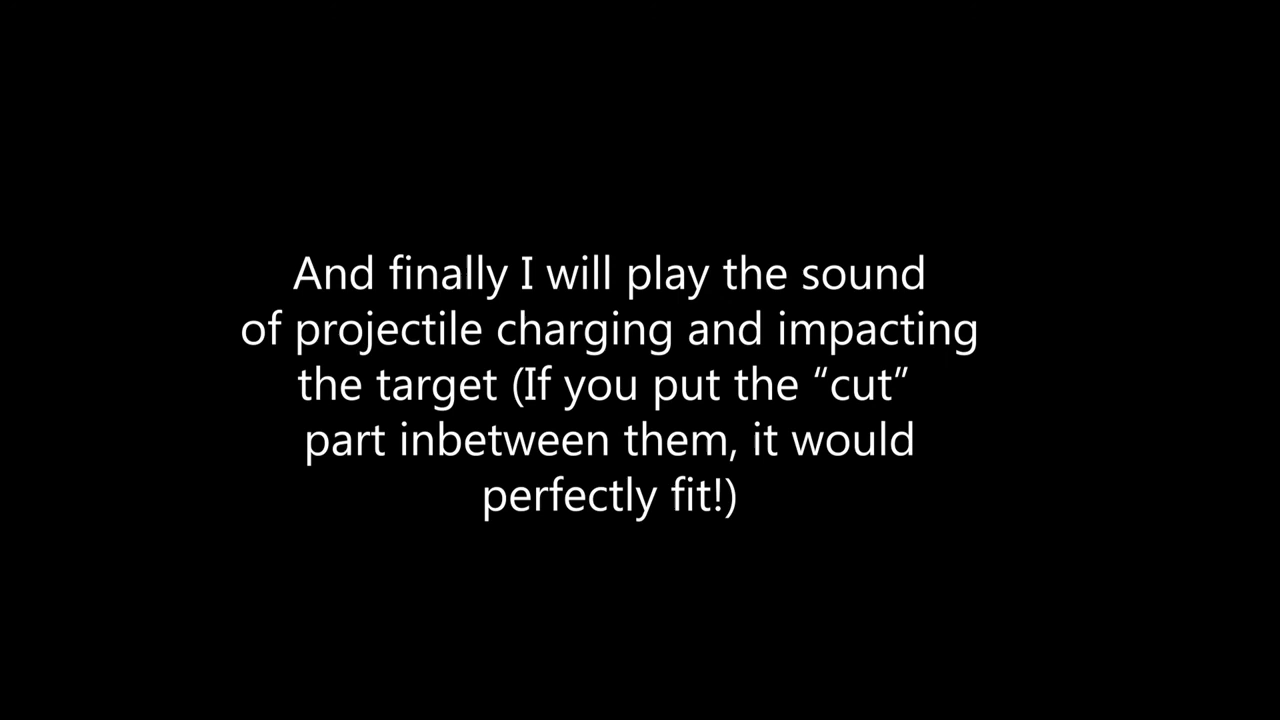 And finally I will play the sound
of projectile charging and impacting
the target (If you put the “cut”
part inbetween them, it would
perfectly fit!)